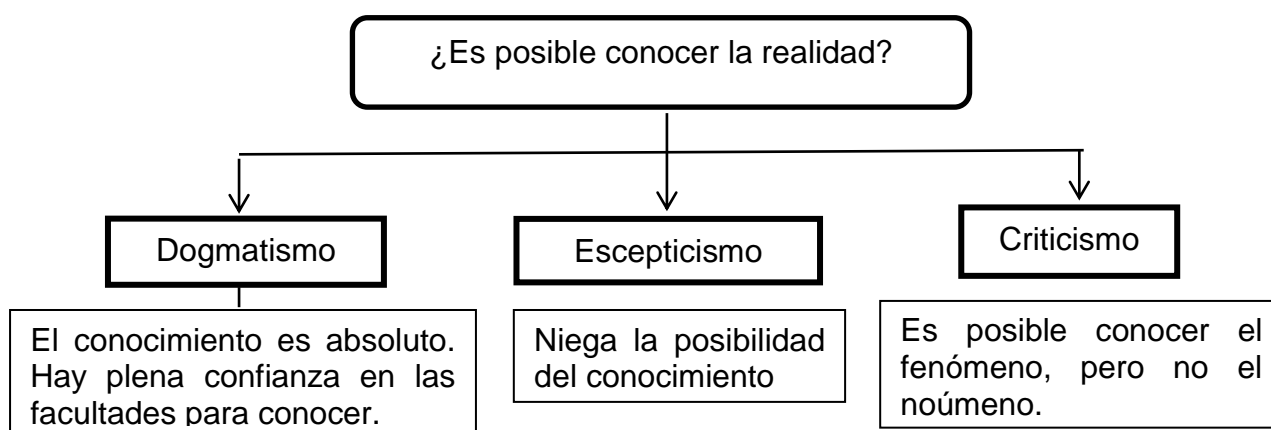 ¿Es posible conocer la realidad?
Dogmatismo
Escepticismo
Criticismo
El conocimiento es absoluto.
Hay plena confianza en las
facultades para conocer.
Niega la posibilidad
del conocimiento
Es posible conocer el
fenómeno, pero no el
noúmeno.